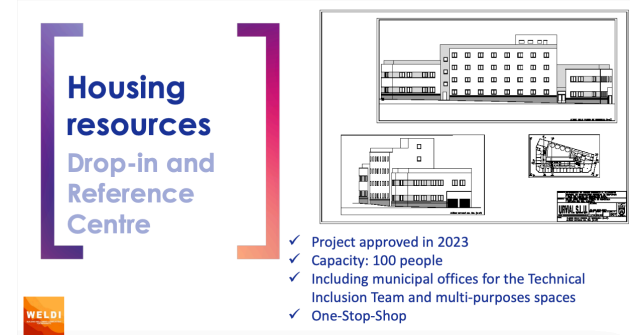 Housing
resources
Drop-in and
Reference
Centre
✓ Project approved in 2023
✓ Capacity: 100 people
✓ Including municipal offices for the Technical
Inclusion Team and multi-purposes spaces
✓ One-Stop-Shop
URVIAL S.L.U.
WELDI